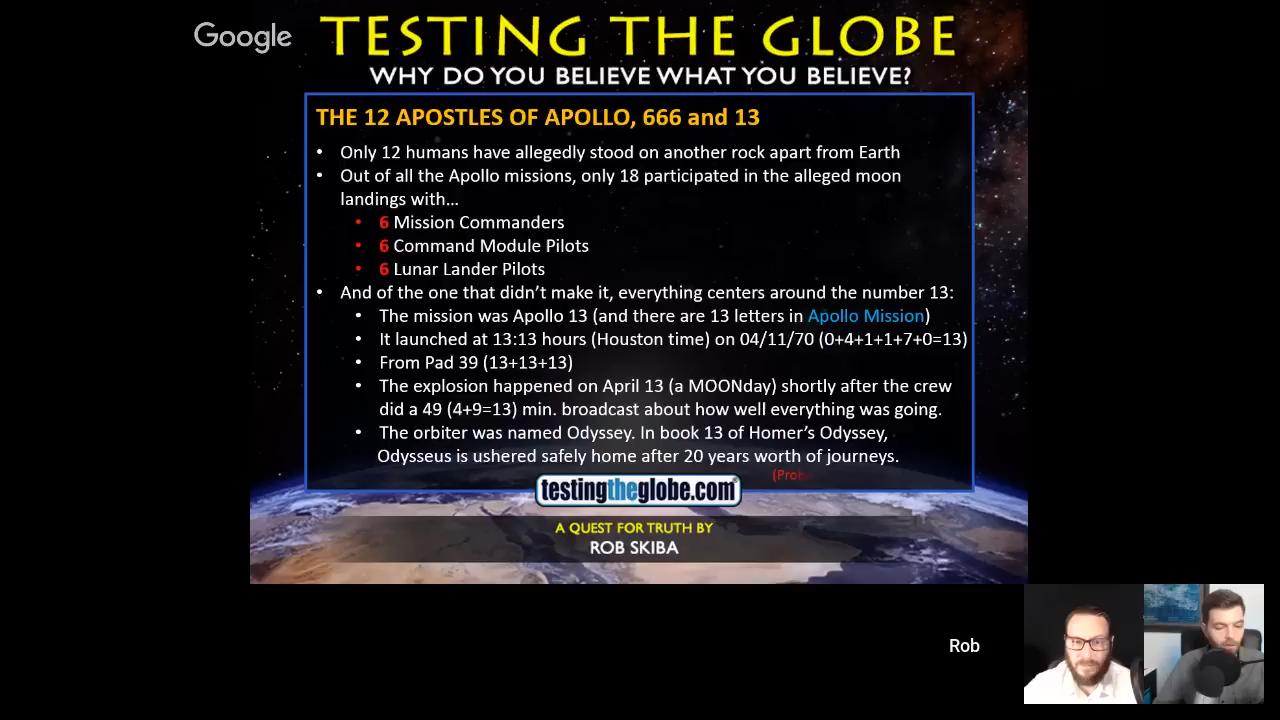 Google
TESTING THE GLOBE
WHY DO YOU BELIEVE WHAT YOU BELIEVE?
THE 12 APOSTLES OF APOLLO, 666 and 13
• Only 12 humans have allegedly stood on another rock apart from Earth
• Out of all the Apollo missions, only 18 participated in the alleged moon
landings with…
• 6 Mission Commanders
• 6 Command Module Pilots
• 6 Lunar Lander Pilots
• And of the one that didn't make it, everything centers around the number 13:
• The mission was Apollo 13 (and there are 13 letters in Apollo Mission)
• It launched at 13:13 hours (Houston time) on 04/11/70 (0+4+1+1+7+0=13)
• From Pad 39 (13+13+13)
• The explosion happened on April 13 (a MOONday) shortly after the crew
did a 49 (4+9=13) min. broadcast about how well everything was going.
• The orbiter was named Odyssey. In book 13 of Homer's Odyssey,
Odysseus is ushered safely home after 20 years worth of journeys.
testingtheglobe.com
A QUEST FOR TRUTH BY
ROB SKIBA
Rob